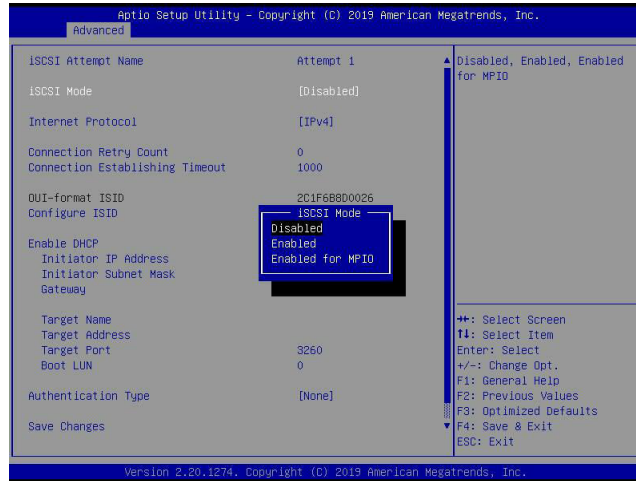 Aptio Setup Utility – Copyright (C) 2019 American Megatrends, Inc.
Advanced
iSCSI Attempt Name Attempt 1
iSCSI Mode [Disabled]
Internet Protocol [IPv4]
Connection Retry Count 0
Connection Establishing Timeout 1000
OUI-format ISID 2C1F6B8D0026
Configure ISID
Enable DHCP
Initiator IP Address
Initiator Subnet Mask
Gateway
Target Name
Target Address
Target Port 3260
Boot LUN 0
Authentication Type [None]
Save Changes
iSCSI Mode
Disabled
Enabled
Enabled for MPIO
Disabled, Enabled, Enabled
for MPIO
→←: Select Screen
↑↓: Select Item
Enter: Select
+/-: Change Opt.
F1: General Help
F2: Previous Values
F3: Optimized Defaults
F4: Save & Exit
ESC: Exit
Version 2.20.1274. Copyright (C) 2019 American Megatrends, Inc.